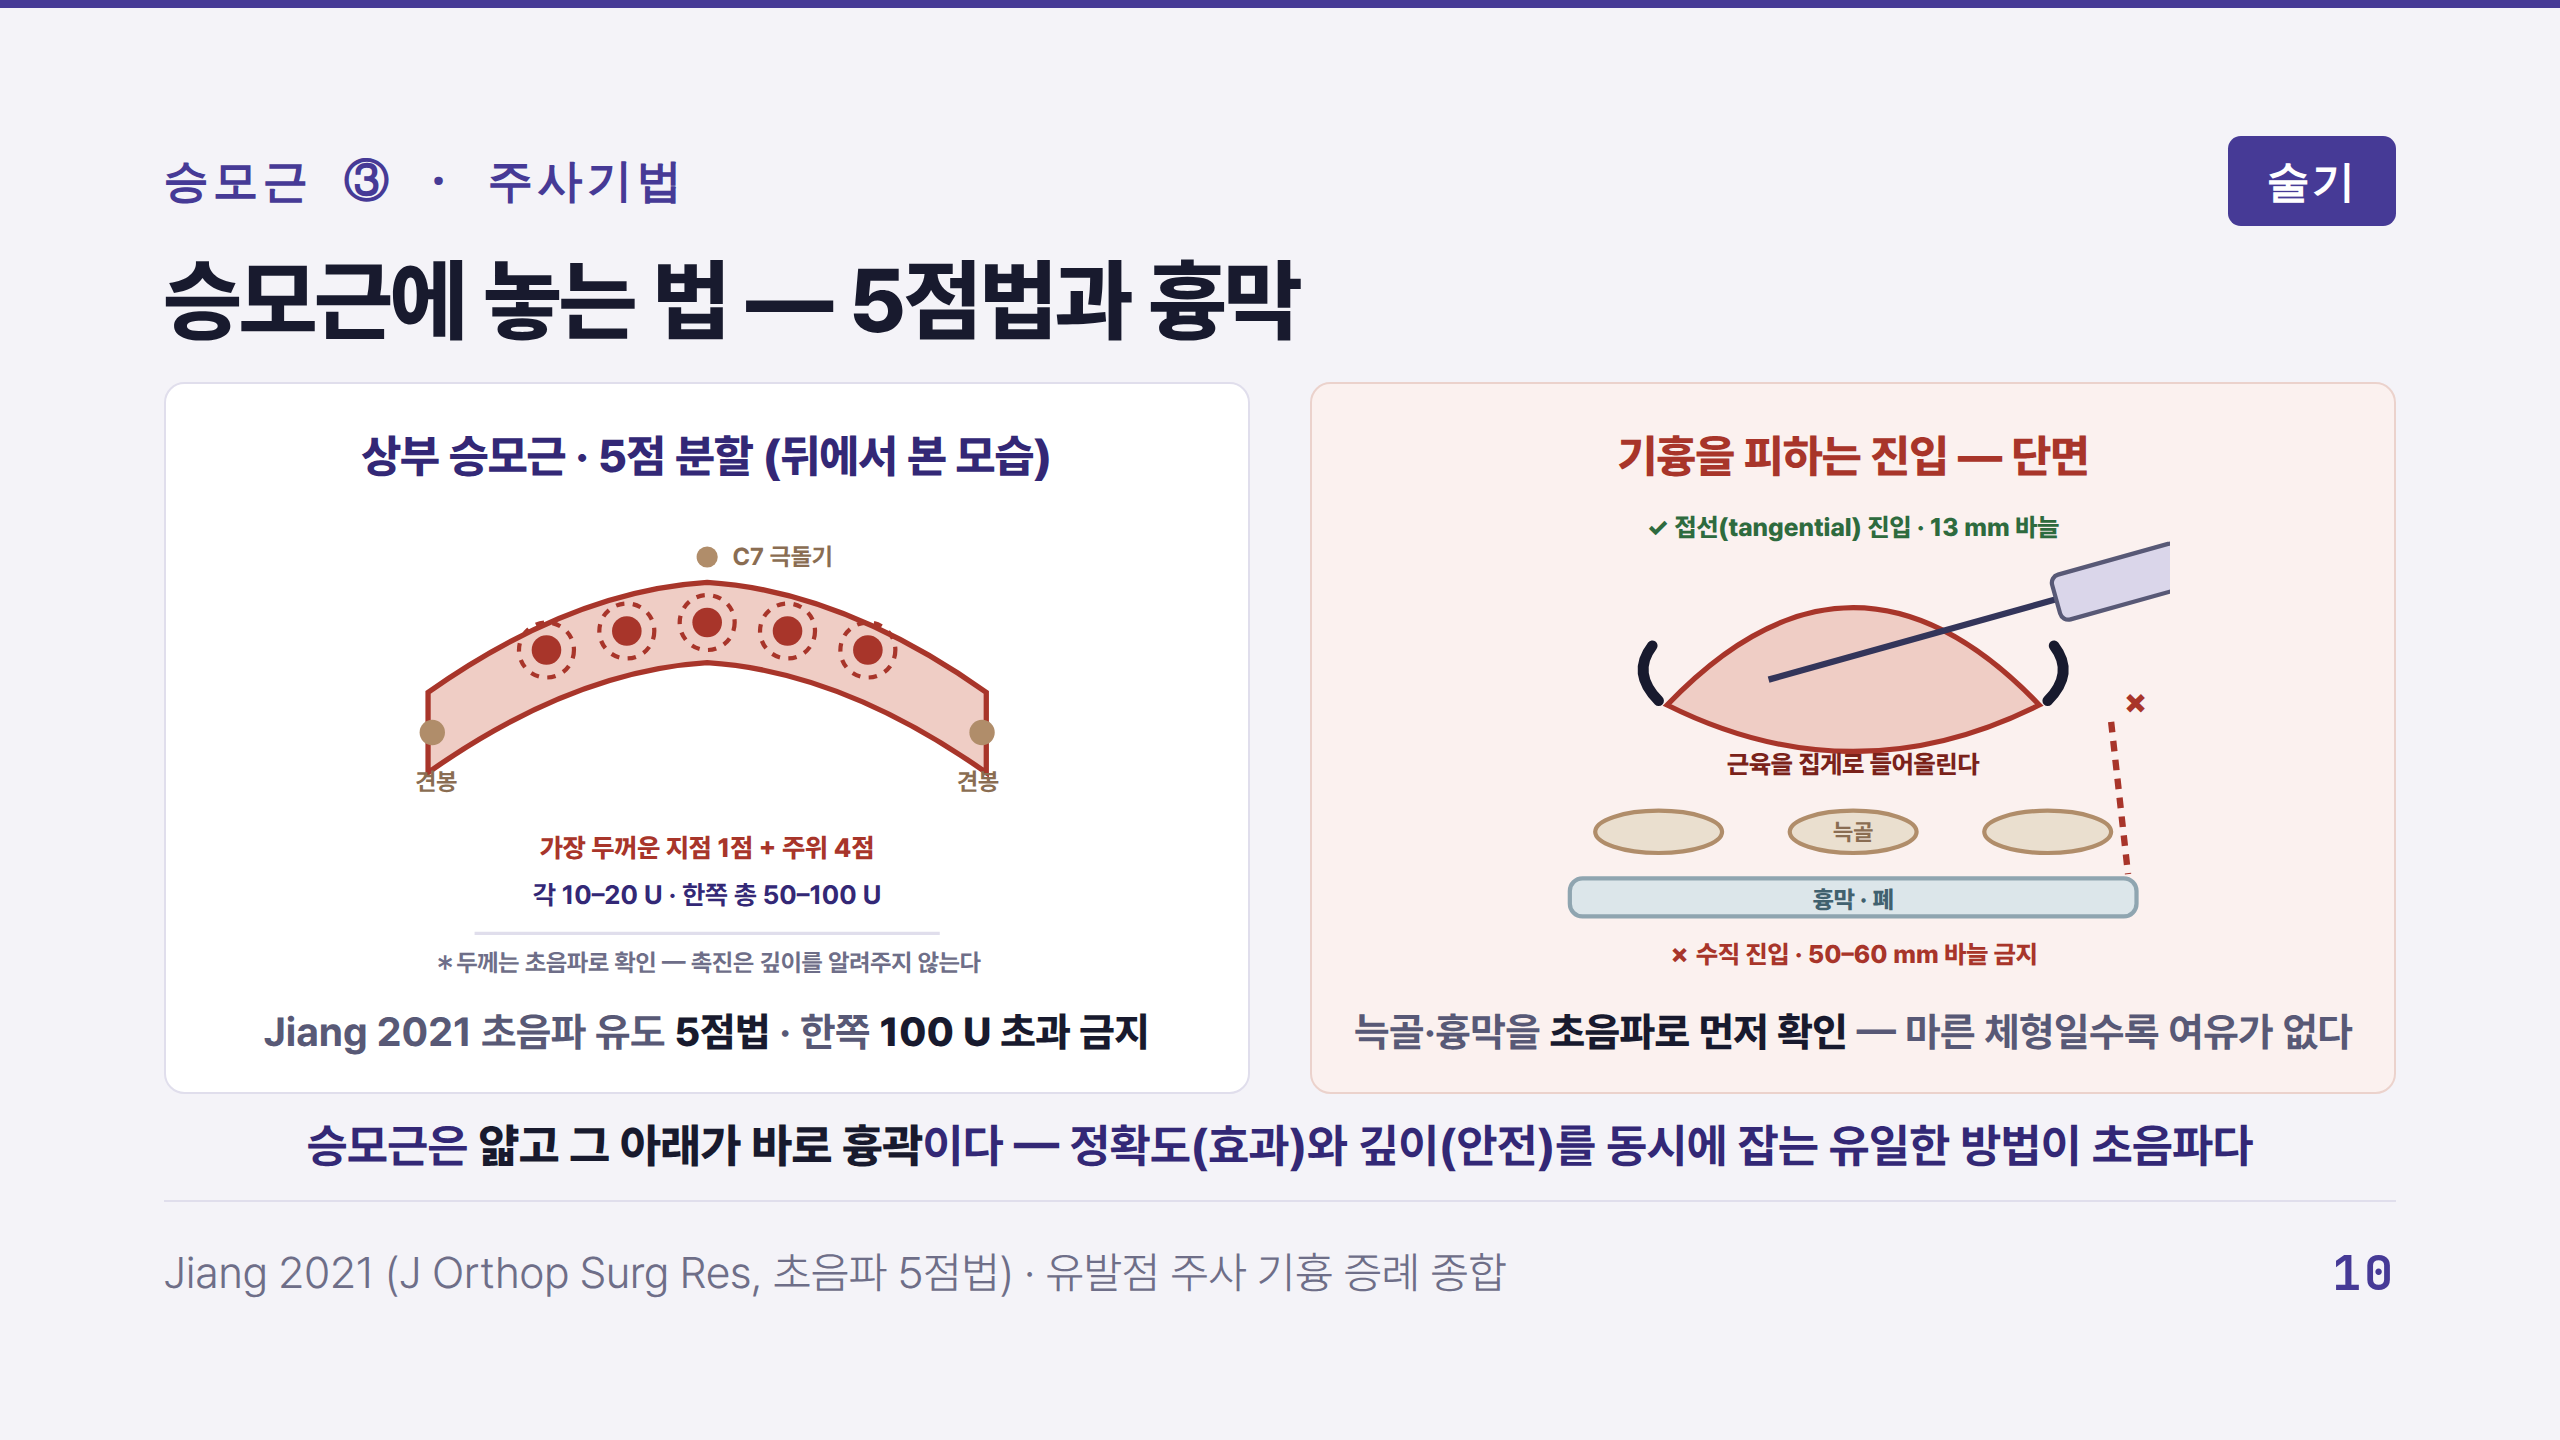 승모근 ③ · 주사기법
술기
승모근에 놓는 법 — 5점법과 흉막
상부 승모근 · 5점 분할 (뒤에서 본 모습)
C7 극돌기
견봉
견봉
가장 두꺼운 지점 1점 + 주위 4점
각 10–20 U · 한쪽 총 50–100 U
* 두께는 초음파로 확인 — 촉진은 깊이를 알려주지 않는다
Jiang 2021 초음파 유도 5점법 · 한쪽 100 U 초과 금지
기흉을 피하는 진입 — 단면
✓ 접선(tangential) 진입 · 13 mm 바늘
✖
근육을 집게로 들어올린다
늑골
흉막 · 폐
✖ 수직 진입 · 50–60 mm 바늘 금지
늑골·흉막을 초음파로 먼저 확인 — 마른 체형일수록 여유가 없다
승모근은 얇고 그 아래가 바로 흉곽이다 — 정확도(효과)와 깊이(안전)를 동시에 잡는 유일한 방법이 초음파다
Jiang 2021 (J Orthop Surg Res, 초음파 5점법) · 유발점 주사 기흉 증례 종합
10